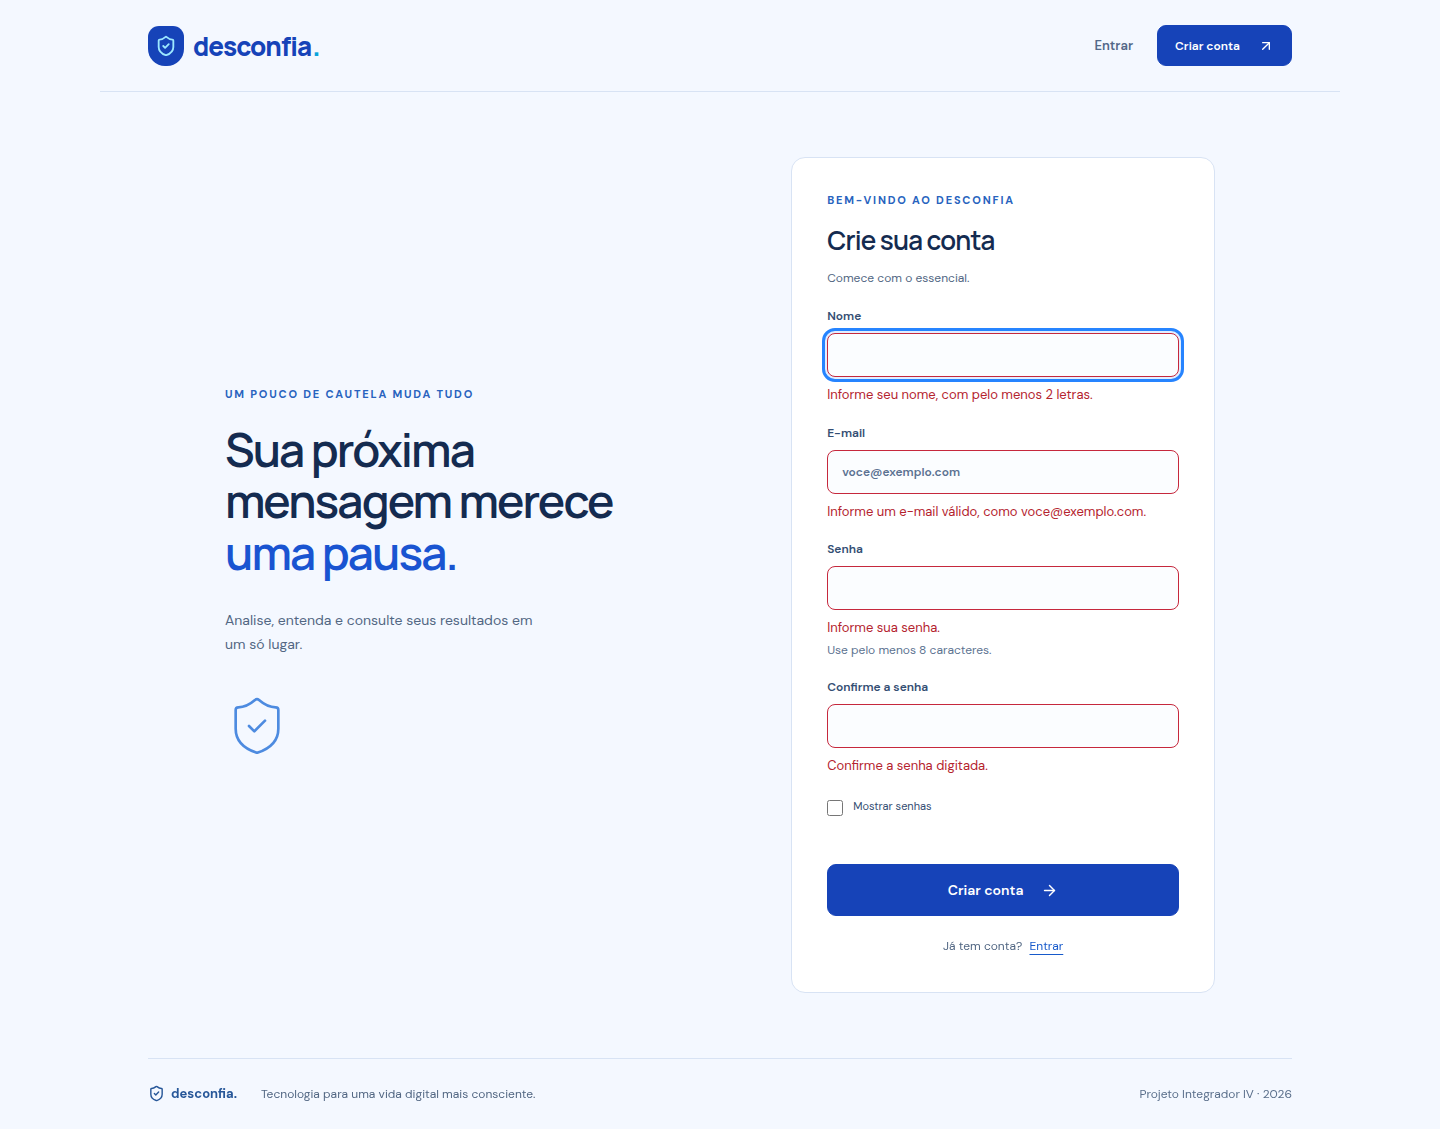 desconfia.
Entrar
Criar conta
UM POUCO DE CAUTELA MUDA TUDO
Sua próxima
mensagem merece
uma pausa.
Analise, entenda e consulte seus resultados em
um só lugar.
BEM-VINDO AO DESCONFIA
Crie sua conta
Comece com o essencial.
Nome
Informe seu nome, com pelo menos 2 letras.
E-mail
voce@exemplo.com
Informe um e-mail válido, como voce@exemplo.com.
Senha
Informe sua senha.
Use pelo menos 8 caracteres.
Confirme a senha
Confirme a senha digitada.
Mostrar senhas
Criar conta
Já tem conta? Entrar
desconfia.
Tecnologia para uma vida digital mais consciente.
Projeto Integrador IV · 2026